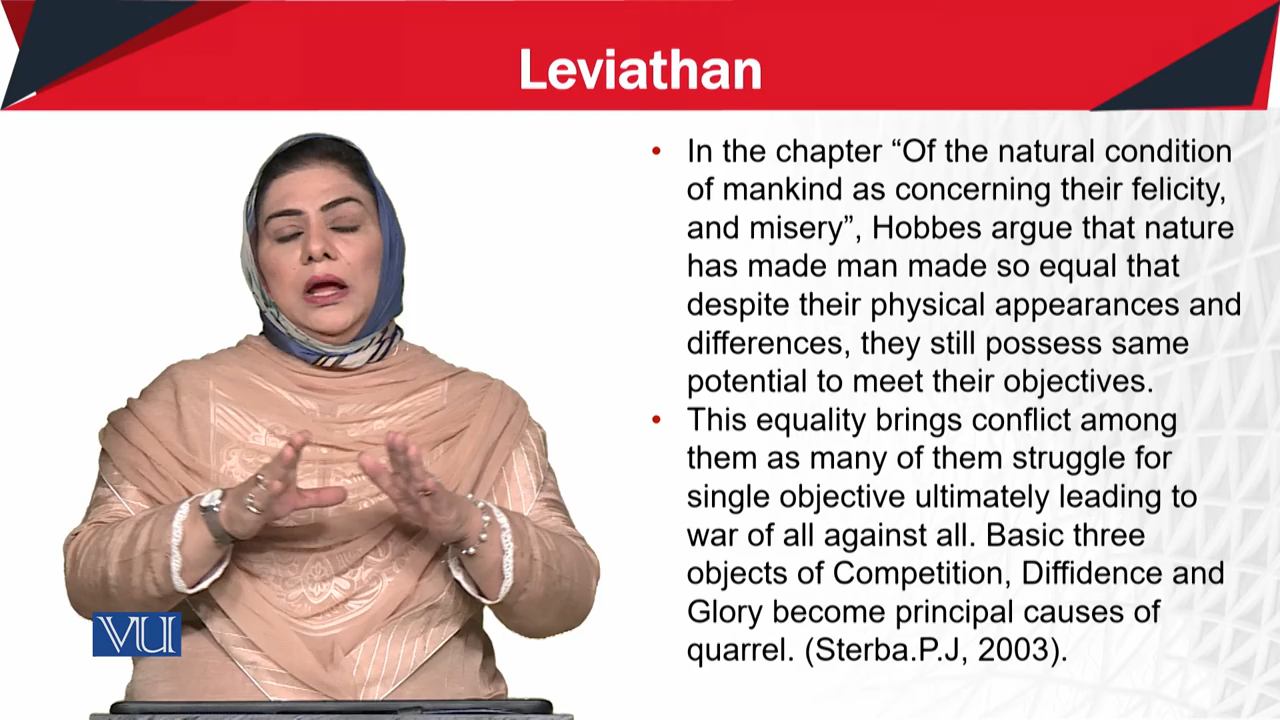 Leviathan
• In the chapter “Of the natural condition
of mankind as concerning their felicity,
and misery”, Hobbes argue that nature
has made man made so equal that
despite their physical appearances and
differences, they still possess same
potential to meet their objectives.
• This equality brings conflict among
them as many of them struggle for
single objective ultimately leading to
war of all against all. Basic three
objects of Competition, Diffidence and
Glory become principal causes of
quarrel. (Sterba.P.J, 2003).
VU